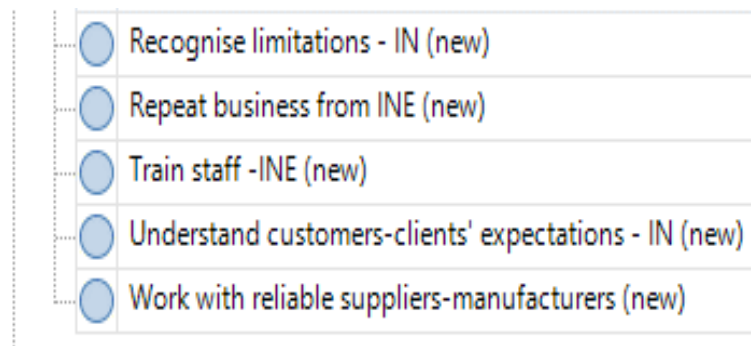 Recognise limitations - IN (new)
Repeat business from INE (new)
Train staff -INE (new)
Understand customers-clients' expectations - IN (new)
Work with reliable suppliers-manufacturers (new)